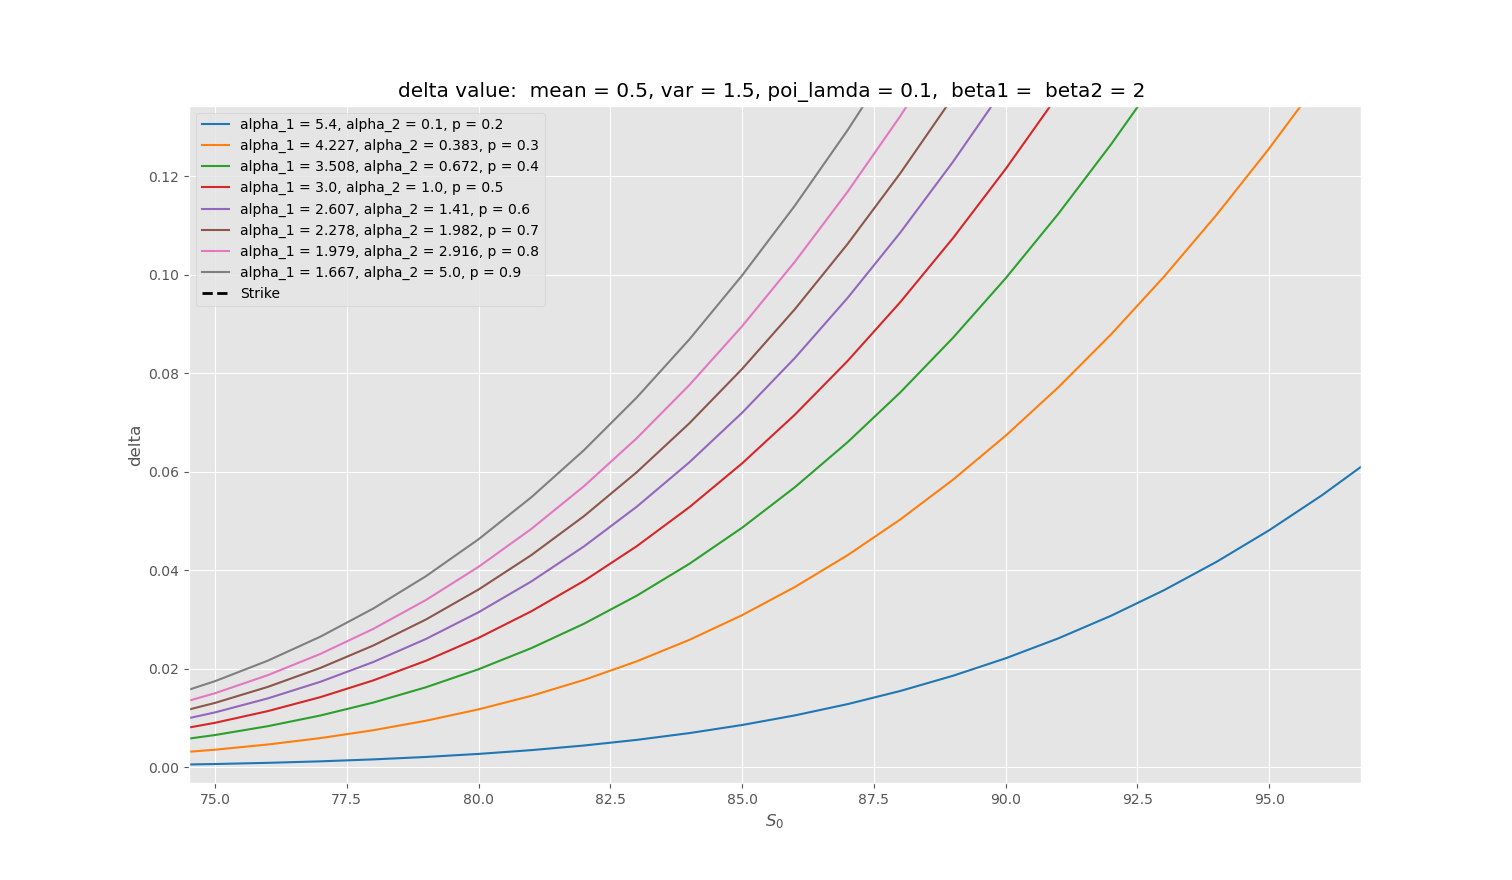 delta value:  mean = 0.5, var = 1.5, poi_lamda = 0.1,  beta1 =  beta2 = 2
alpha_1 = 5.4, alpha_2 = 0.1, p = 0.2
alpha_1 = 4.227, alpha_2 = 0.383, p = 0.3
alpha_1 = 3.508, alpha_2 = 0.672, p = 0.4
alpha_1 = 3.0, alpha_2 = 1.0, p = 0.5
alpha_1 = 2.607, alpha_2 = 1.41, p = 0.6
alpha_1 = 2.278, alpha_2 = 1.982, p = 0.7
alpha_1 = 1.979, alpha_2 = 2.916, p = 0.8
alpha_1 = 1.667, alpha_2 = 5.0, p = 0.9
Strike
0.12
0.10
0.08
0.06
0.04
0.02
0.00
delta
75.0 77.5 80.0 82.5 85.0 87.5 90.0 92.5 95.0
S_0